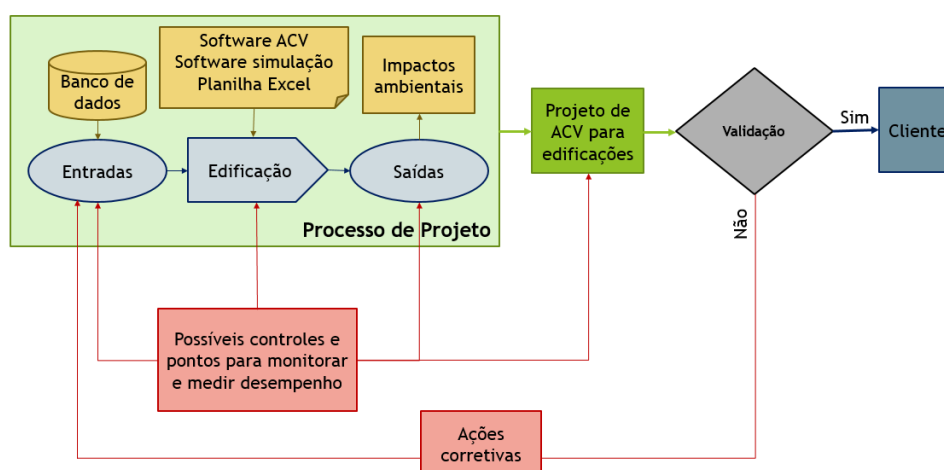 Banco de
dados
Software ACV
Software simulação
Planilha Excel
Impactos
ambientais
Entradas
Edificação
Saídas
Processo de Projeto
Projeto de
ACV para
edificações
Validação
Sim
Cliente
Não
Possíveis controles e
pontos para monitorar
e medir desempenho
Ações
corretivas